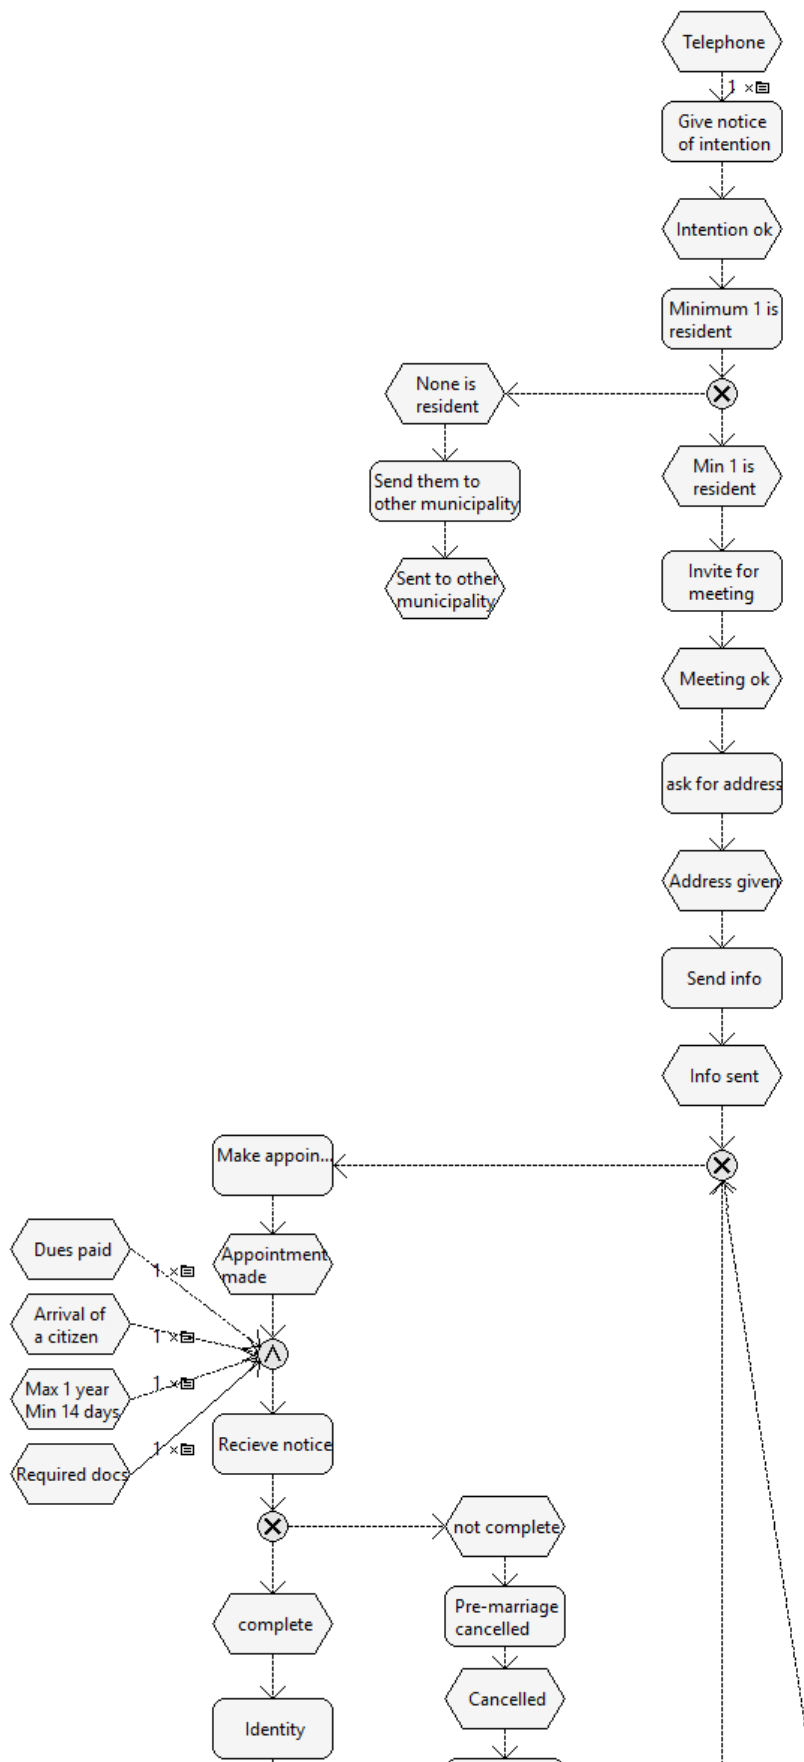 Telephone
1 ×
Give notice
of intention
Intention ok
Minimum 1 is
resident
None is
resident
Min 1 is
resident
Send them to
other municipality
Invite for
meeting
Sent to other
municipality
Meeting ok
ask for address
Address given
Send info
Info sent
Make appoin...
Dues paid
Appointment
made
1 ×
Arrival of
a citizen
1 ×
Max 1 year
Min 14 days
1 ×
Recieve notice
1 ×
Required docs
not complete
complete
Pre-marriage
cancelled
Cancelled
Identity